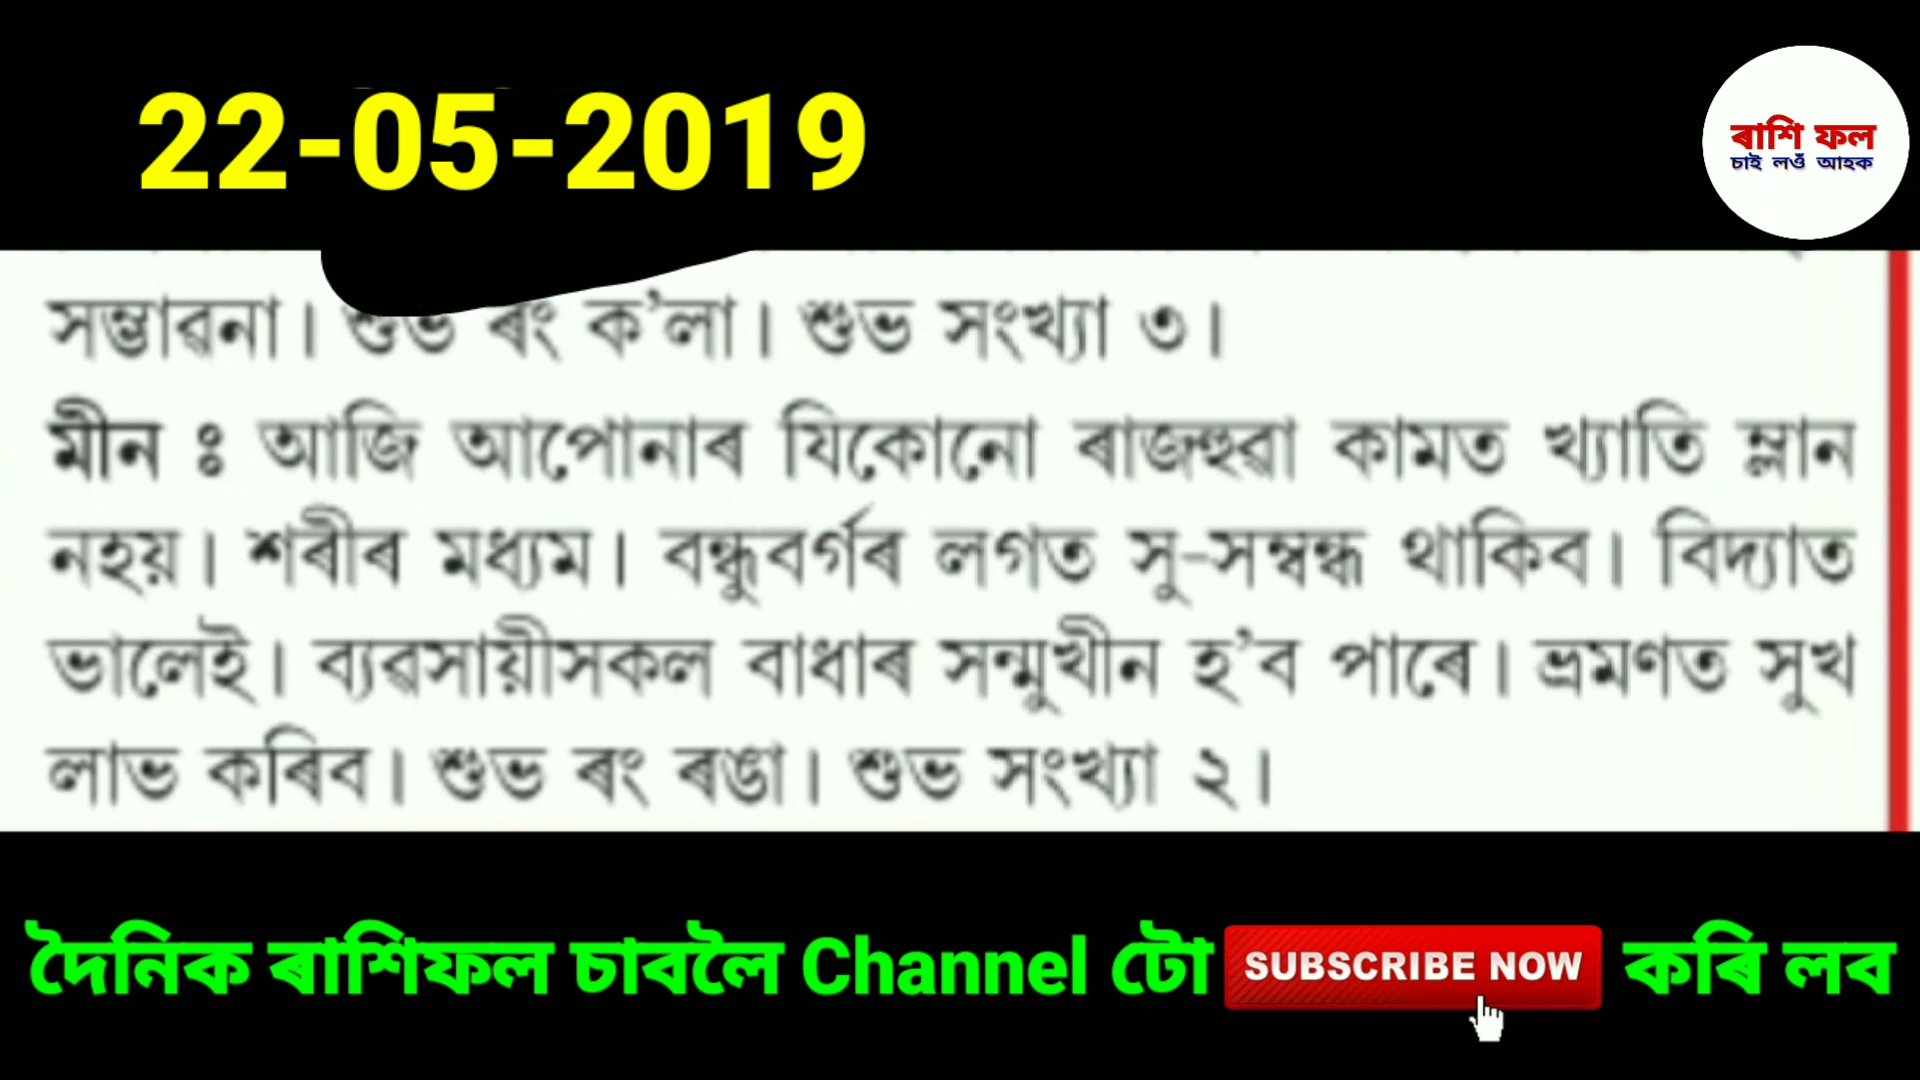 22-05-2019
ৰাশি ফল
চাই লওঁ আহক
সম্ভাৱনা। শুভ ৰং ক'লা। শুভ সংখ্যা ৩।
মীন ঃ আজি আপোনাৰ যিকোনো ৰাজহুৱা কামত খ্যাতি ম্লান
নহয়। শৰীৰ মধ্যম। বন্ধুবৰ্গৰ লগত সু-সম্বন্ধ থাকিব। বিদ্যাত
ভালেই। ব্যৱসায়ীসকল বাধাৰ সন্মুখীন হ'ব পাৰে। ভ্ৰমণত সুখ
লাভ কৰিব। শুভ ৰং ৰঙা। শুভ সংখ্যা ২।
দৈনিক ৰাশিফল চাবলৈ Channel টো SUBSCRIBE NOW কৰি লব